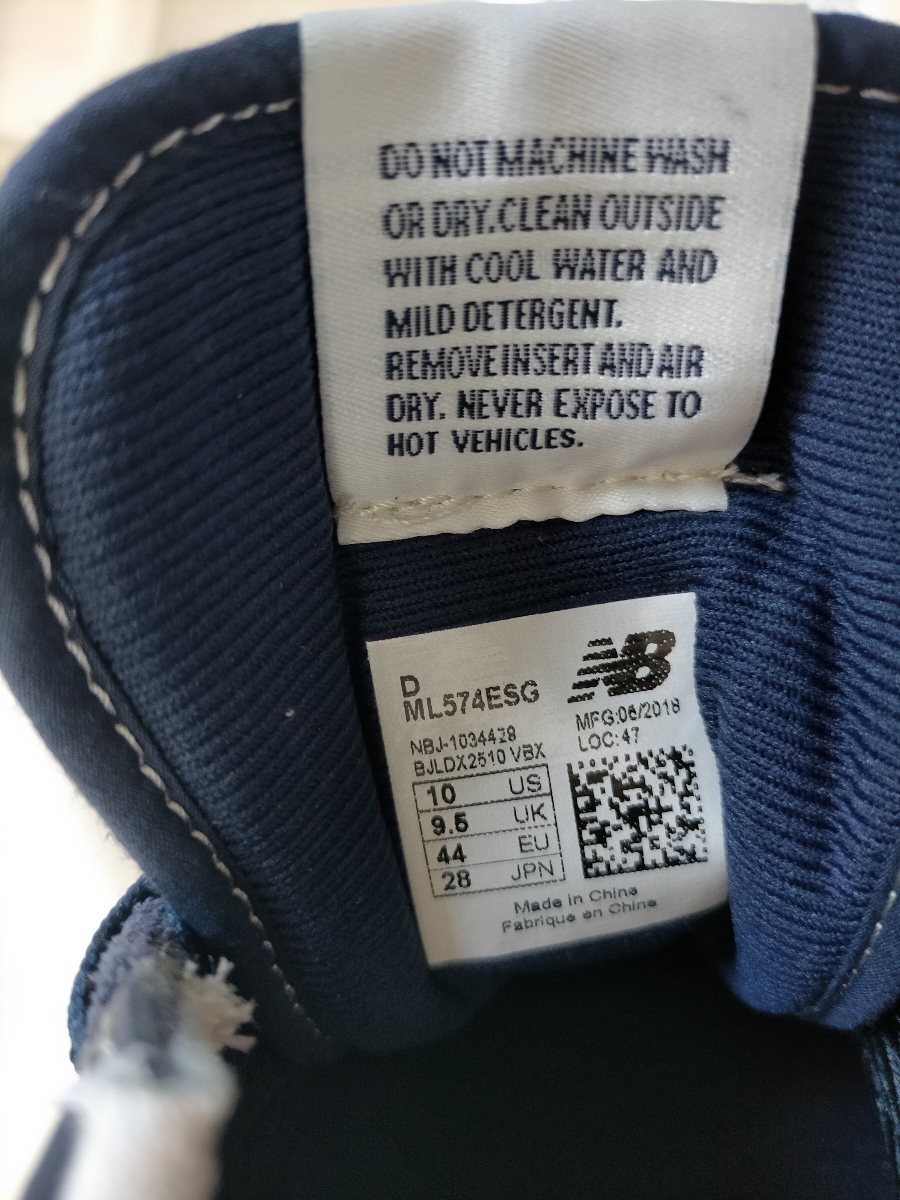 DO NOT MACHINE WASH
OR DRY. CLEAN OUTSIDE
WITH COOL WATER AND
MILD DETERGENT.
REMOVE INSERT AND AIR
DRY. NEVER EXPOSE TO
HOT VEHICLES.
NB
D
ML574ESG
MFG:06/2018
LOC:47
NBJ-1034429
BJLDX2510 VBX
10 US
9.5 UK
44 EU
28 JPN
Made in China
Fabrique en Chine